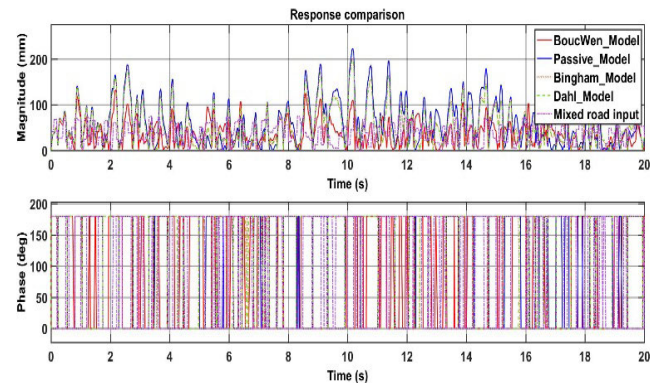 Response comparison
Magnitude (mm)
200
100
0
BoucWen_Model
Passive_Model
Bingham_Model
Dahl_Model
Mixed road input
0 2 4 6 8 10 12 14 16 18 20
Time (s)
Phase (deg)
200
150
100
50
0
0 2 4 6 8 10 12 14 16 18 20
Time (s)